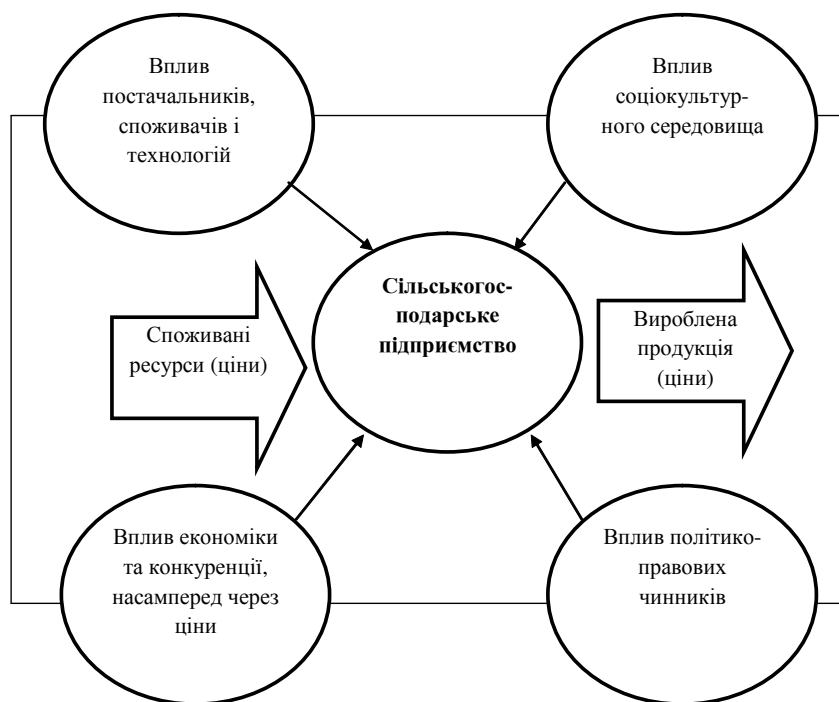 Вплив
постачальників,
споживачів і
технологій
Вплив
соціокультур-
ного середовища
Сільськогос-
подарське
підприємство
Споживані
ресурси (ціни)
Вироблена
продукція
(ціни)
Вплив економіки
та конкуренції,
насамперед через
ціни
Вплив політико-
правових
чинників